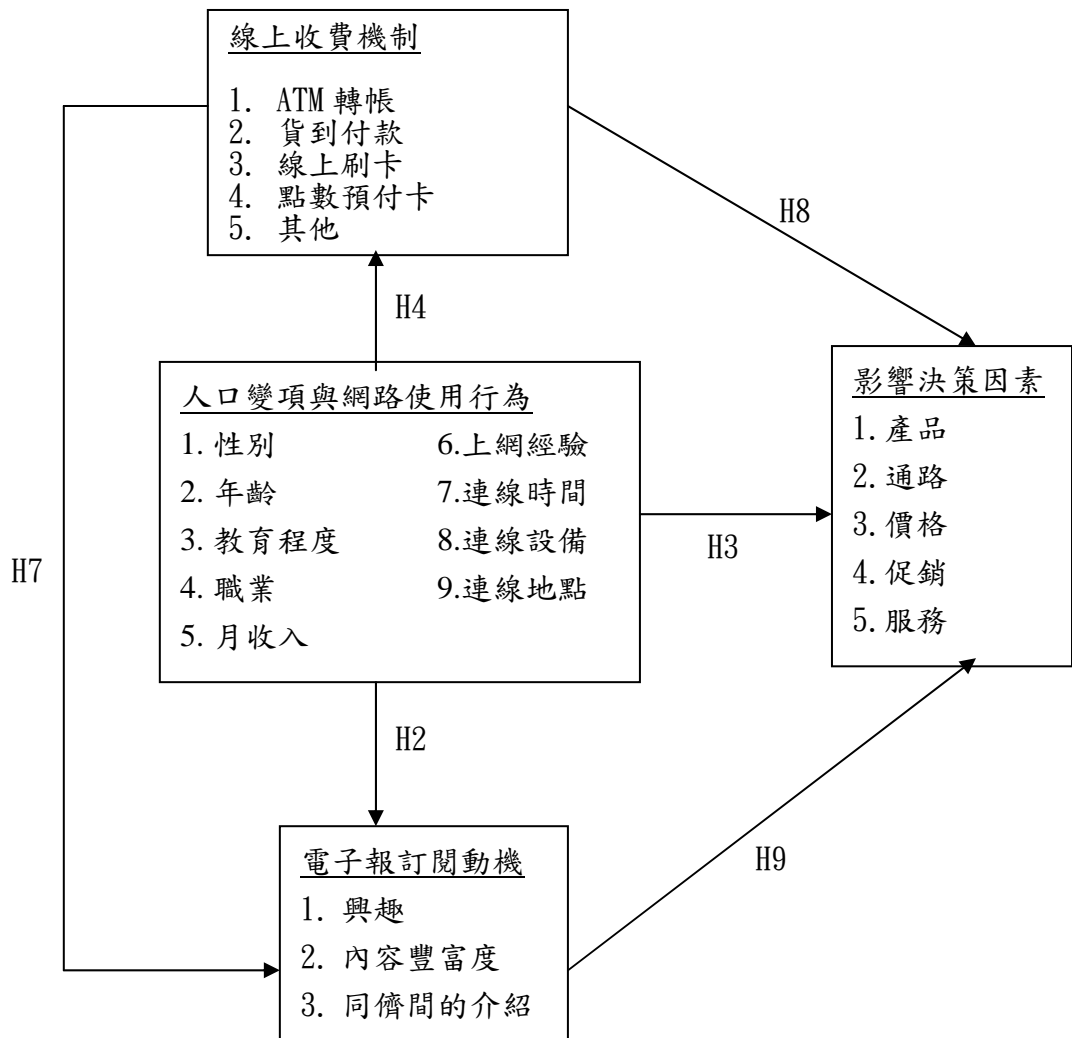 線上收費機制
1. ATM 轉帳
2. 貨到付款
3. 線上刷卡
4. 點數預付卡
5. 其他
H8
H4
人口變項與網路使用行為
1. 性別
2. 年齡
3. 教育程度
4. 職業
5. 月收入
6.上網經驗
7.連線時間
8.連線設備
9.連線地點
影響決策因素
1.產品
2.通路
3.價格
4.促銷
5.服務
H3
H7
H2
電子報訂閱動機
1. 興趣
2. 內容豐富度
3. 同儕間的介紹
H9